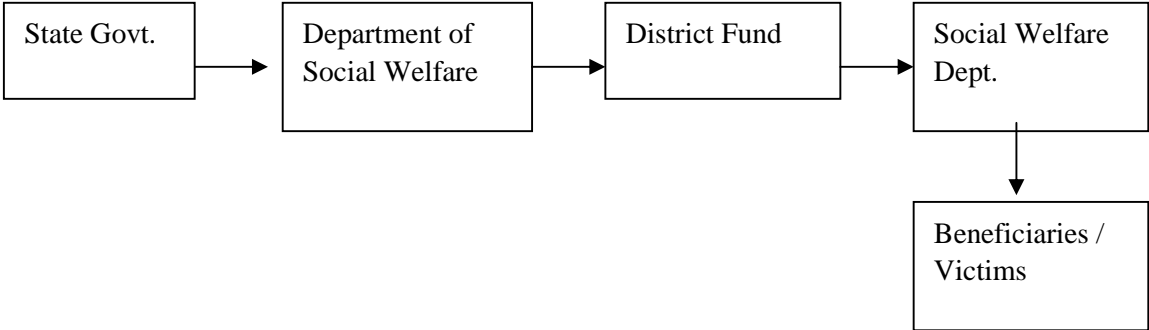 State Govt.
Department of
Social Welfare
District Fund
Social Welfare
Dept.
Beneficiaries /
Victims